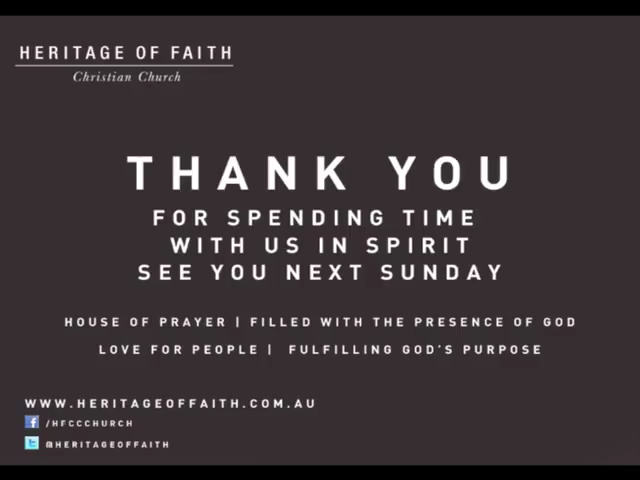 HERITAGE OF FAITH
Christian Church
THANK YOU
FOR SPENDING TIME
WITH US IN SPIRIT
SEE YOU NEXT SUNDAY
HOUSE OF PRAYER | FILLED WITH THE PRESENCE OF GOD
LOVE FOR PEOPLE | FULFILLING GOD'S PURPOSE
WWW.HERITAGEOFFAITH.COM.AU
/HFCCCHURCH
@HERITAGEOFFAITH